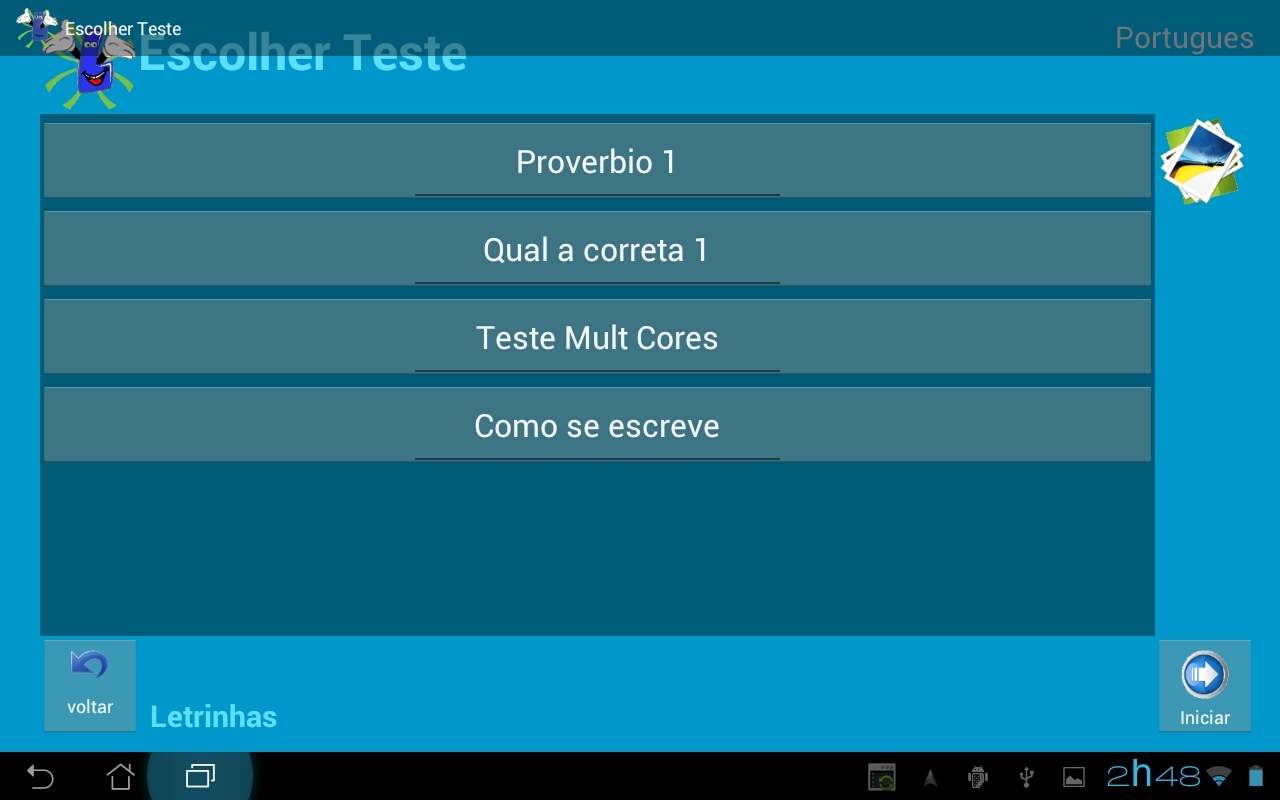 Escolher Teste
Escolher Teste
Portugues
Proverbio 1
Qual a correta 1
Teste Mult Cores
Como se escreve
voltar
Letrinhas
Iniciar
2h48